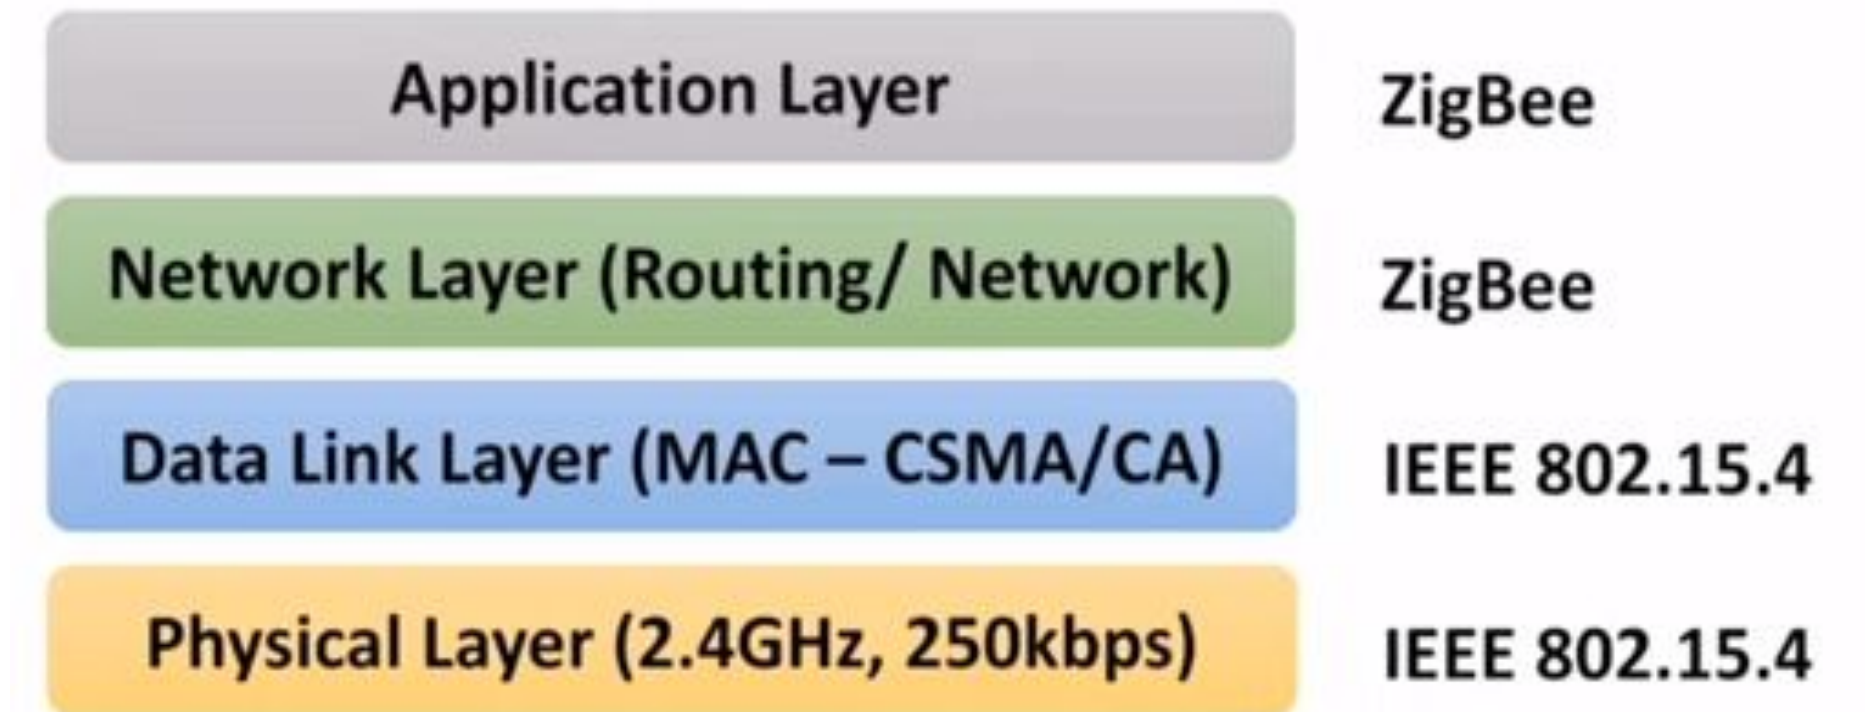 Application Layer ZigBee
Network Layer (Routing/ Network) ZigBee
Data Link Layer (MAC – CSMA/CA) IEEE 802.15.4
Physical Layer (2.4GHz, 250kbps) IEEE 802.15.4